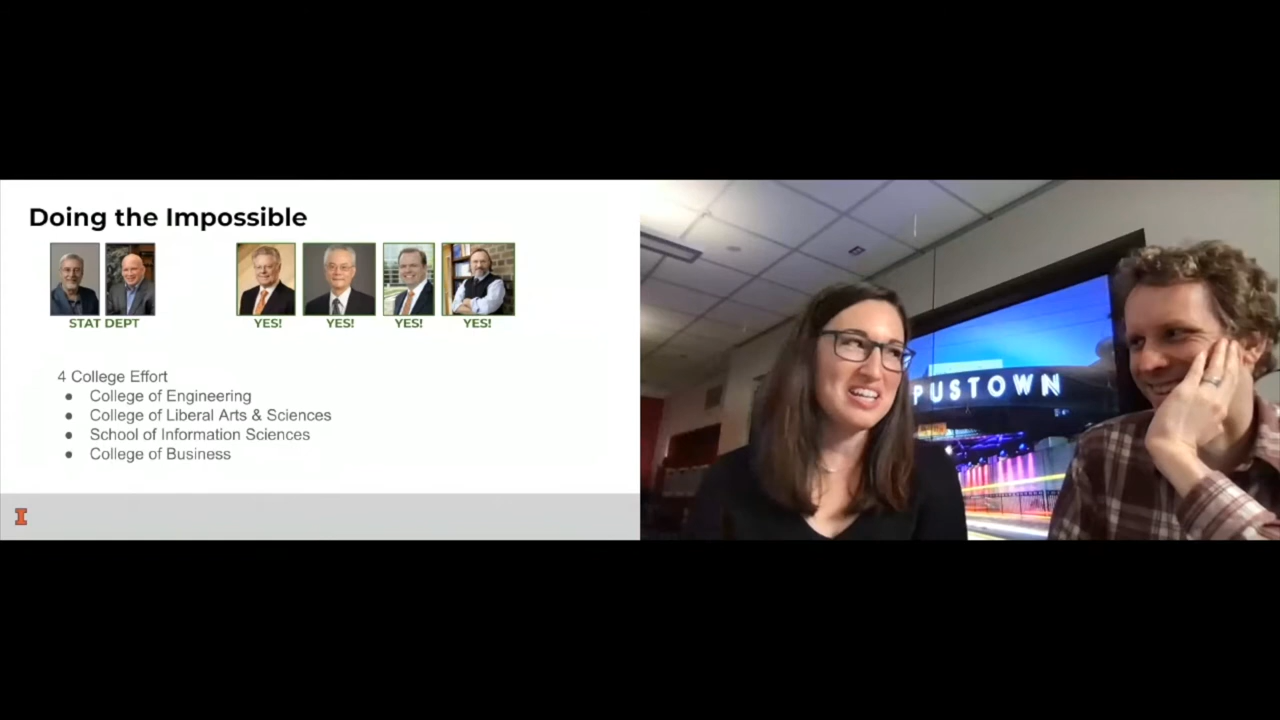 Doing the Impossible
STAT DEPT
YES!
YES!
YES!
YES!
4 College Effort
● College of Engineering
● College of Liberal Arts & Sciences
● School of Information Sciences
● College of Business
I
PUSTOWN